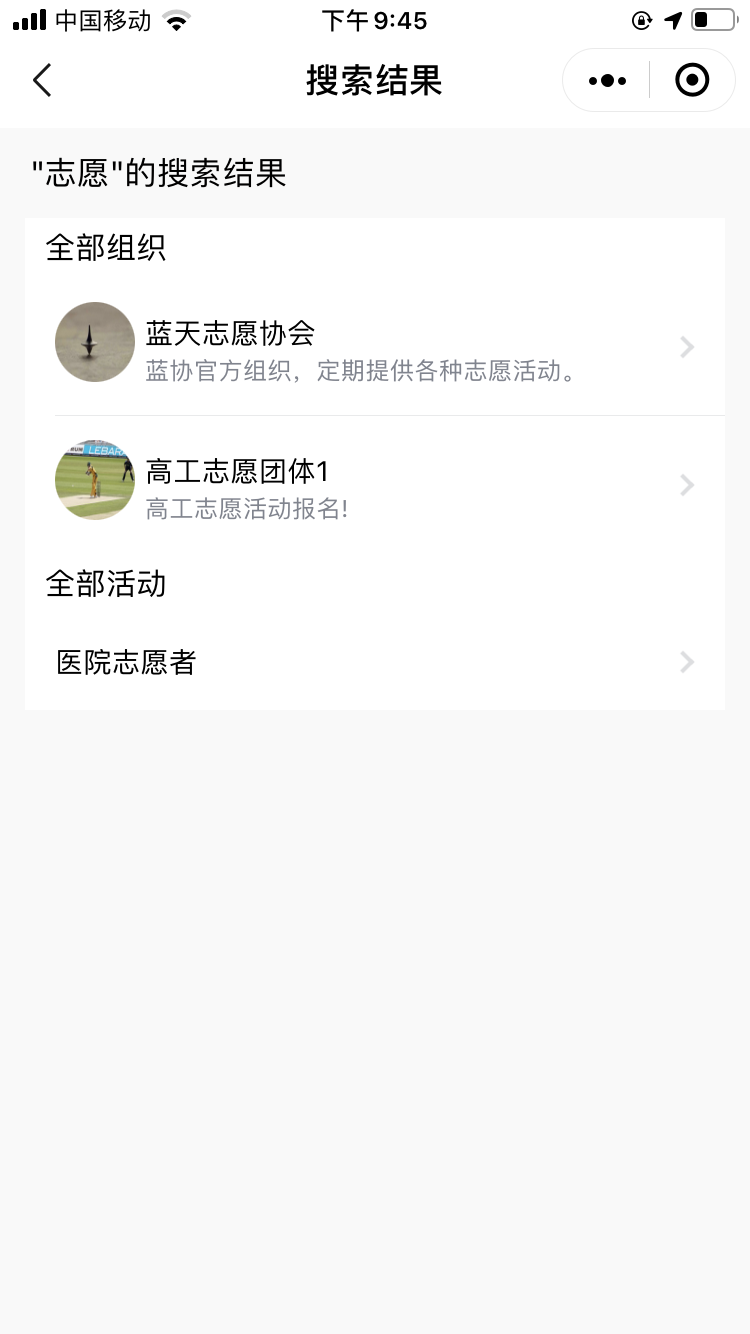 中国移动
下午9:45
搜索结果
"志愿"的搜索结果
全部组织
蓝天志愿协会
蓝协官方组织，定期提供各种志愿活动。
LEBARA
高工志愿团体1
高工志愿活动报名!
全部活动
医院志愿者